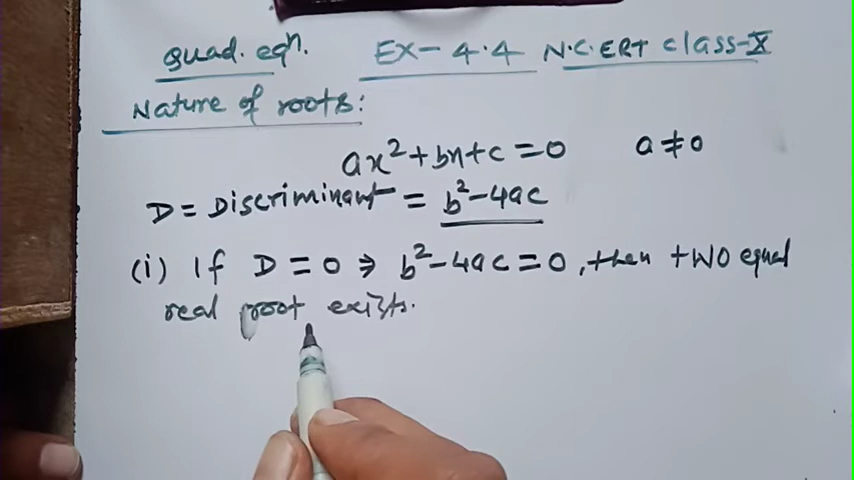 Quad. eqn. EX- 4.4 N.C.ERT class-X
Nature of roots:
ax²+bx+c=0 a≠0
D= Discriminant = b²-4ac
(i) If D=0 ⇒ b²-4ac=0, then two equal
real root exists.